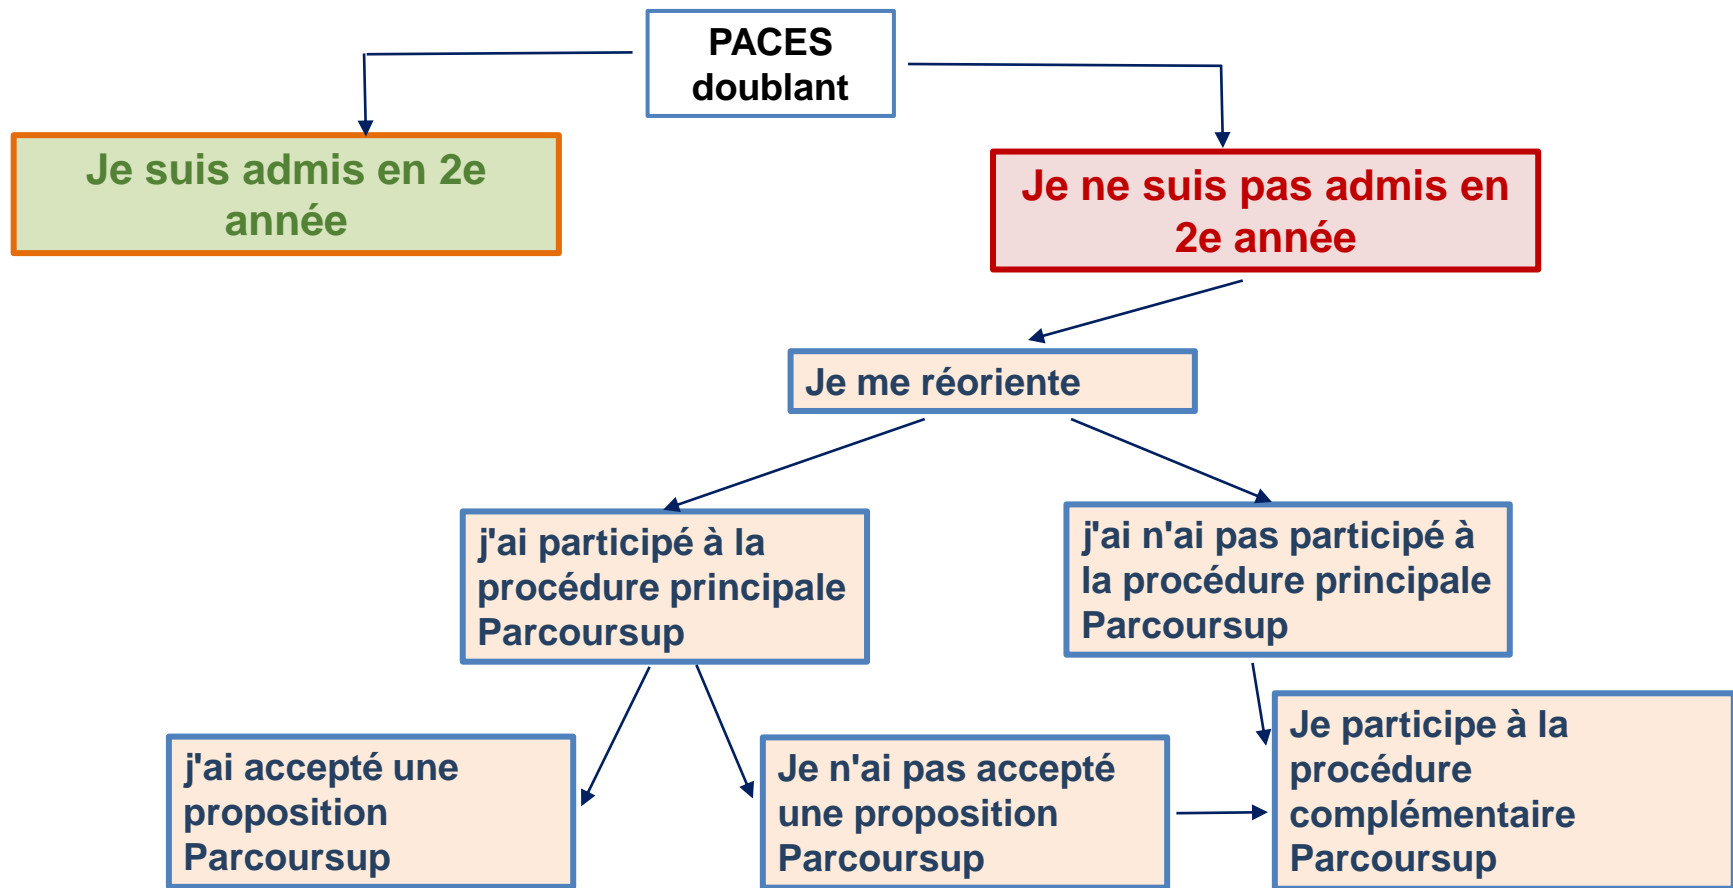 PACES
doublant
Je suis admis en 2e
année
Je ne suis pas admis en
2e année
Je me réoriente
j'ai participé à la
procédure principale
Parcoursup
j'ai n'ai pas participé à
la procédure principale
Parcoursup
j'ai accepté une
proposition
Parcoursup
Je n'ai pas accepté
une proposition
Parcoursup
Je participe à la
procédure
complémentaire
Parcoursup